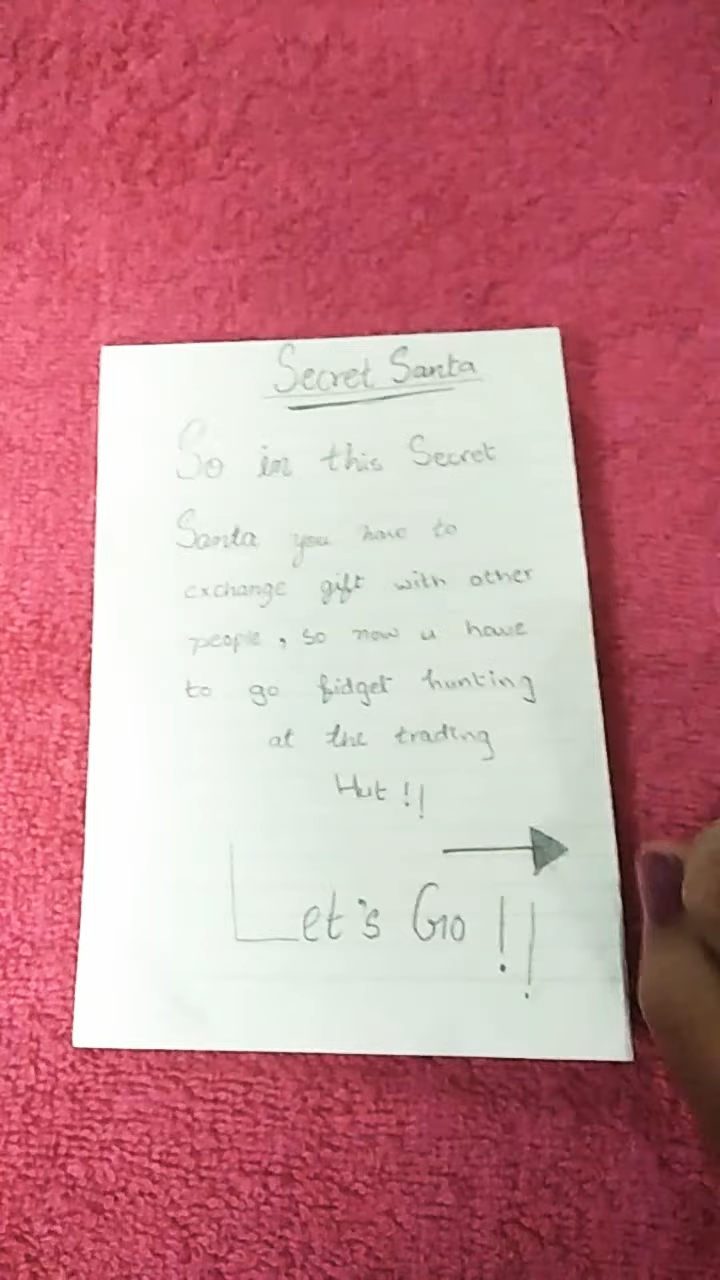 Secret Santa
So in this Secret
Santa you have to
exchange gift with other
people, so now u have
to go fidget hunting
at the trading
Hut !!
Let's Go !!